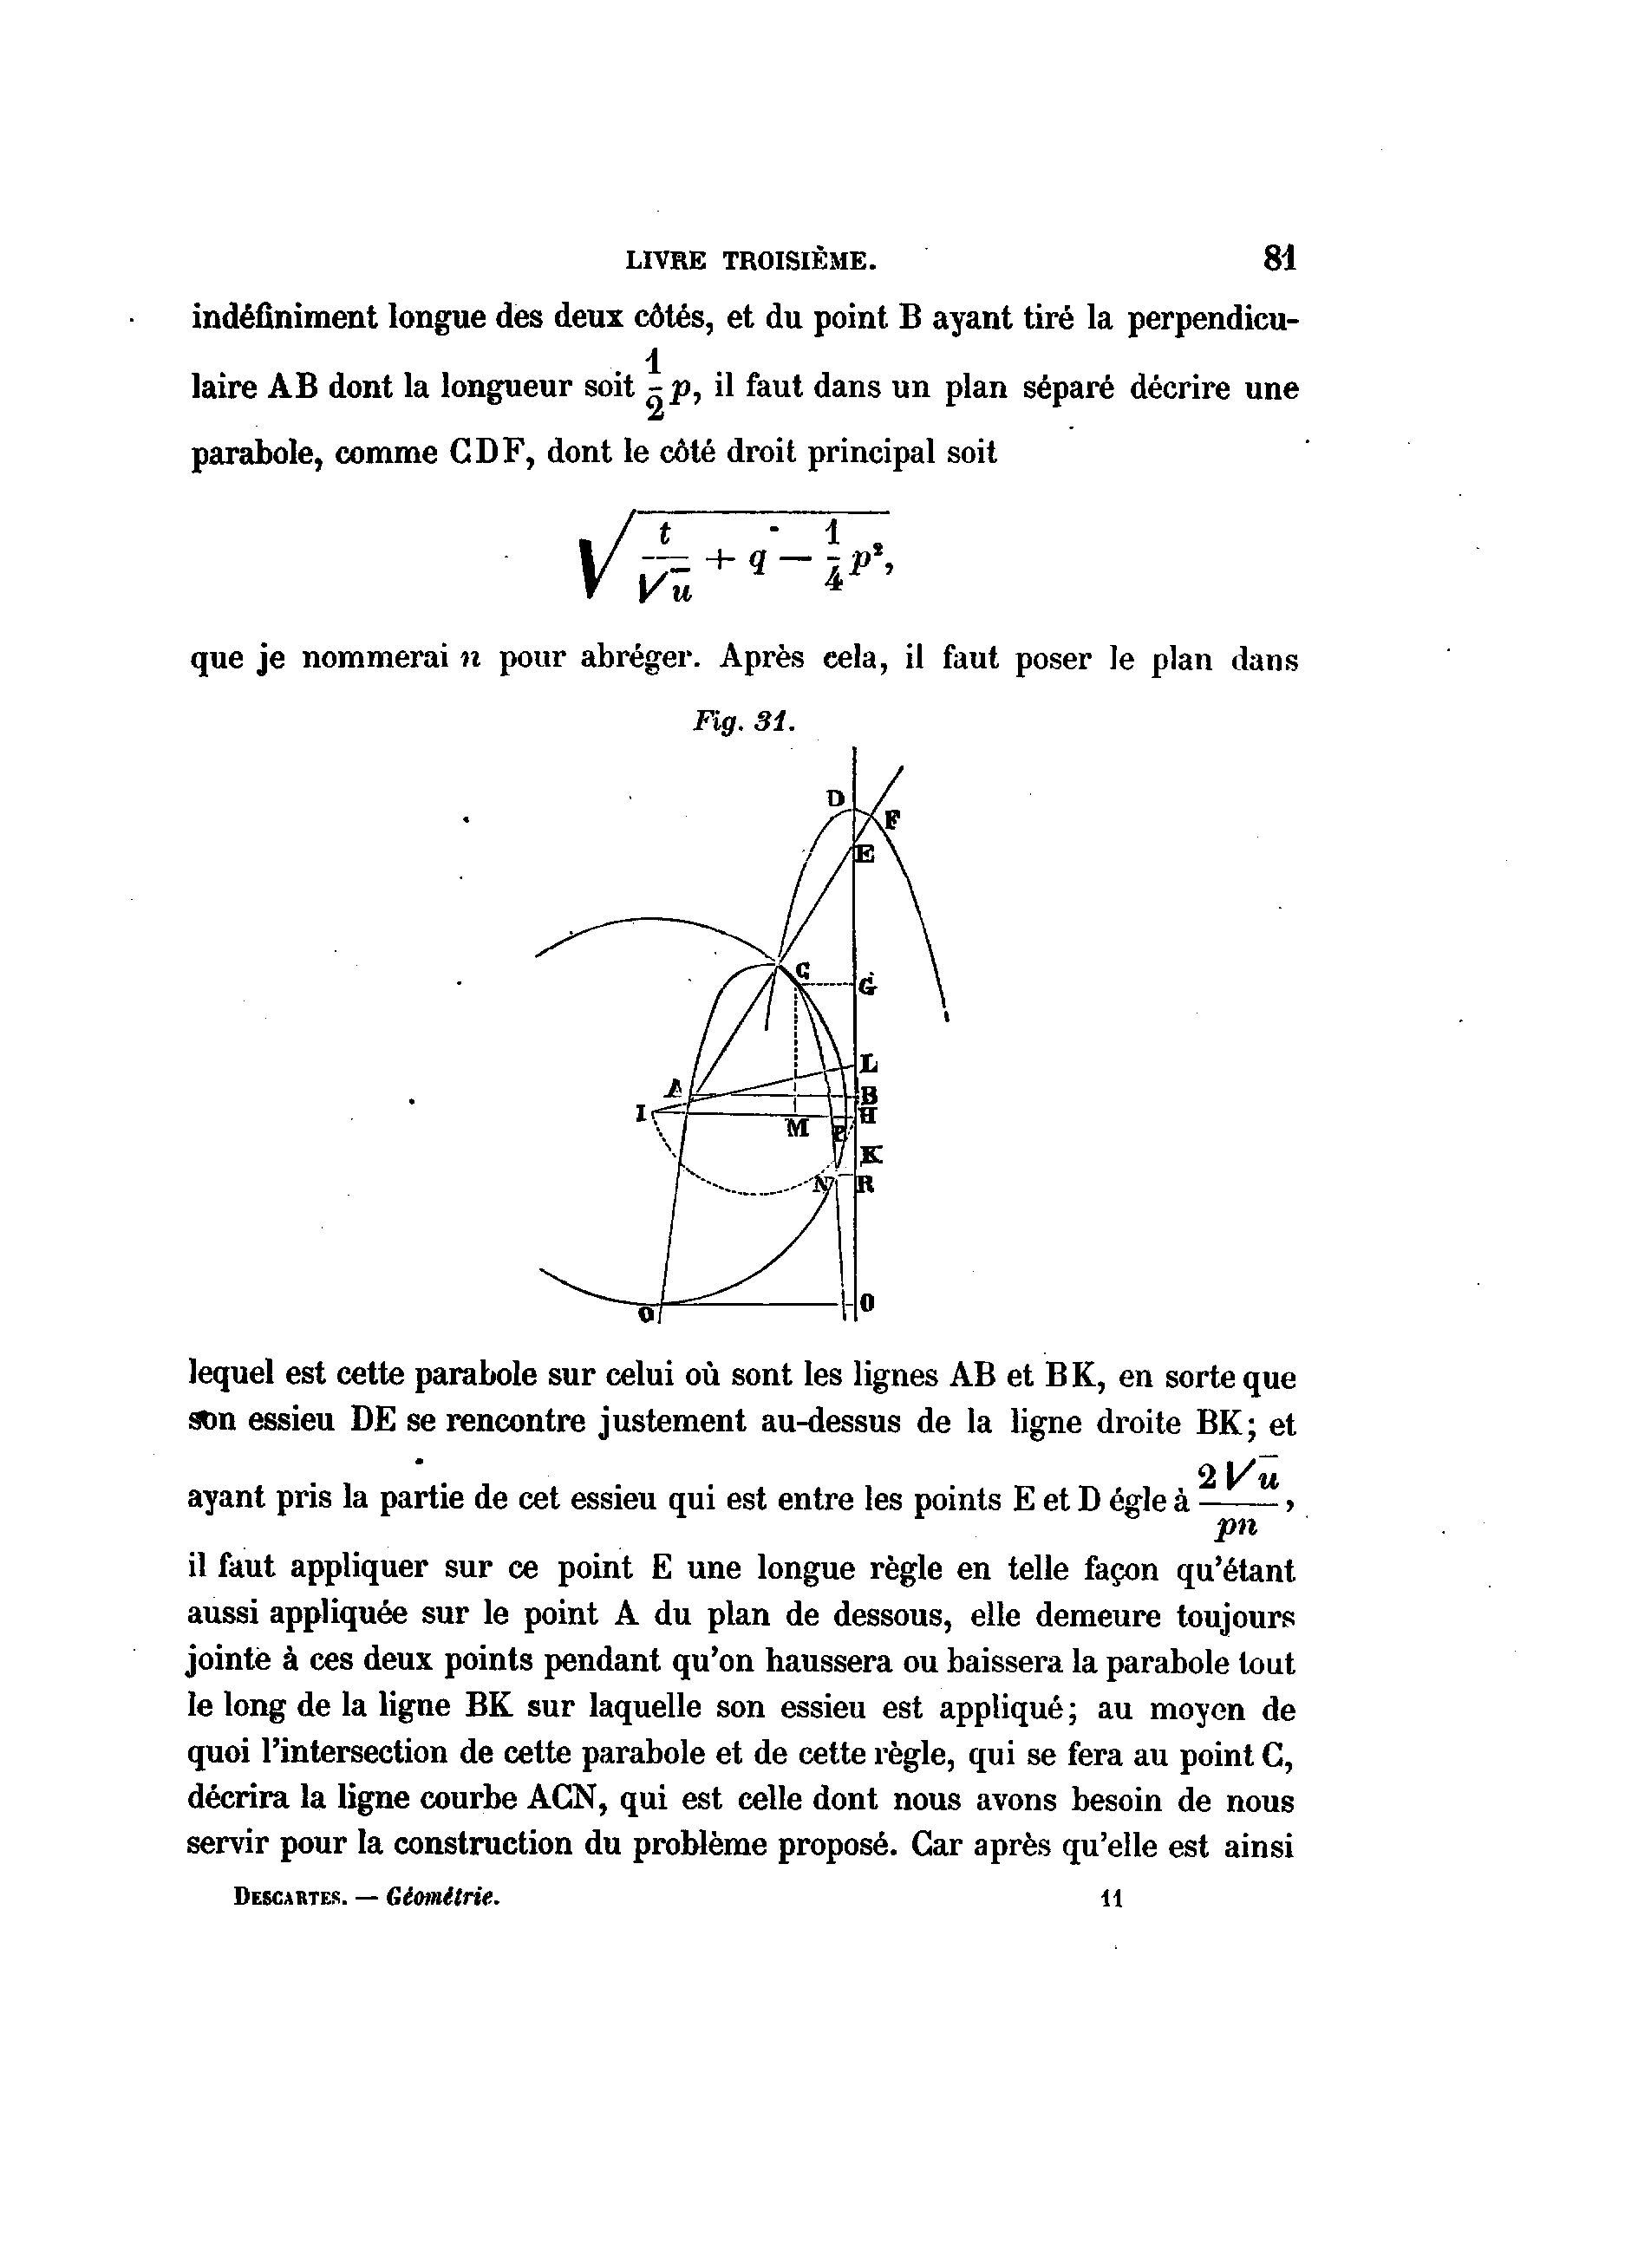 LIVRE TROISIÈME. 81
indéfiniment longue des deux côtés, et du point B ayant tiré la perpendicu-
laire AB dont la longueur soit 1/2 p, il faut dans un plan séparé décrire une
parabole, comme CDF, dont le côté droit principal soit
√(t/√u + q − 1/4 p²,
que je nommerai n pour abréger. Après cela, il faut poser le plan dans
Fig. 31.
D
F
E
C
G
L
A
B
I
H
M
P
K
N
R
O
O
lequel est cette parabole sur celui où sont les lignes AB et BK, en sorte que
son essieu DE se rencontre justement au-dessus de la ligne droite BK; et
ayant pris la partie de cet essieu qui est entre les points E et D égle à 2√u/pn,
il faut appliquer sur ce point E une longue règle en telle façon qu'étant
aussi appliquée sur le point A du plan de dessous, elle demeure toujours
jointe à ces deux points pendant qu'on haussera ou baissera la parabole tout
le long de la ligne BK sur laquelle son essieu est appliqué; au moyen de
quoi l'intersection de cette parabole et de cette règle, qui se fera au point C,
décrira la ligne courbe ACN, qui est celle dont nous avons besoin de nous
servir pour la construction du problème proposé. Car après qu'elle est ainsi
DESCARTES. — Géométrie. 11